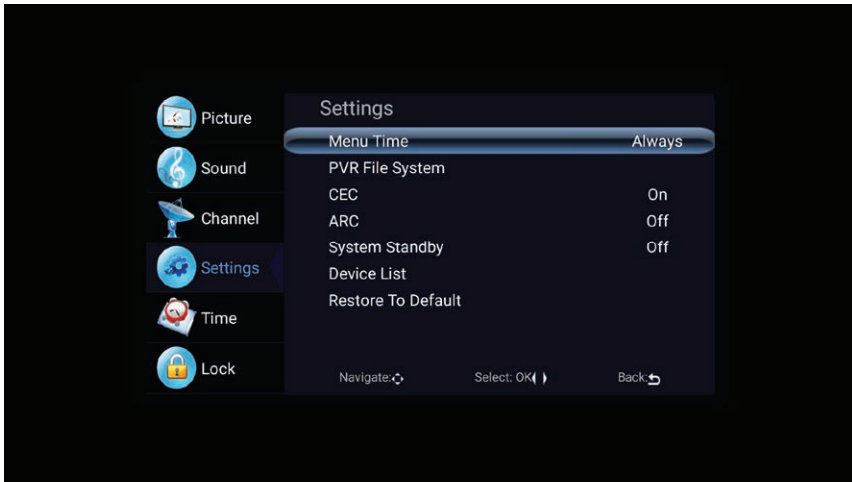 Picture
Sound
Channel
Settings
Time
Lock
Settings
Menu Time Always
PVR File System
CEC On
ARC Off
System Standby Off
Device List
Restore To Default
Navigate: Select: OK( ) Back: